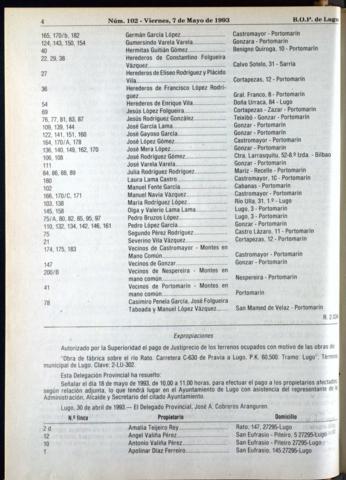 4 Núm. 102 - Viernes, 7 de Mayo de 1993 B.O.P. de Lugo
165, 170/b, 182 Germán García López Castromayor - Portomarín
124, 143, 150, 154 Gumersindo Varela Varela Gonzara - Portomarín
40 Hermitas Guitián Gómez Benigno Quiroga, 10 - Portomarín
22, 29, 38 Herederos de Constantino Folgueira
Vázquez Calvo Sotelo, 31 - Sarria
27 Herederos de Eliseo Rodríguez y Plácido
Vila Cortapezas, 12 - Portomarín
36 Herederos de Francisco López Rodrí-
guez Gral. Franco, 8 - Portomarín
54 Herederos de Enrique Vila Doña Urraca, 84 - Lugo
69 Jesús López Folgueira Cortapezas - Zazar - Portomarín
76, 77, 81, 83, 87 Jesús Rodríguez González Teixibó - Gonzar - Portomarín
109, 139, 144 José García Lama Gonzar - Portomarín
122, 141, 151, 160 José Gayoso García Gonzar - Portomarín
164, 170/A, 178 José López Gómez Castromayor - Portomarín
136, 140, 149, 162, 170 José Mera López Gonzar - Portomarín
106, 108 José Rodríguez Gómez Ctra. Larrasquitu, 52-8.º - Bilbao
111 José Varela Varela Gonzar - Portomarín
64, 66, 68, 89 Julia Rodríguez Rodríguez Mariz - Recelle - Portomarín
180 Laura Lama Castro Castromayor, 1C - Portomarín
102 Manuel Fonte García Cabanas - Portomarín
166, 170/C, 171 Manuel Navia Vázquez Castromayor - Portomarín
103, 138 María Rodríguez López Río Ulla, 31, 1.º - Lugo
145, 158 Olga y Valerio Lama Lama Lugo, 3 - Portomarín
75/A, 80, 82, 85, 95, 97 Pedro Bruzos López Lugo, 3 - Portomarín
110, 132, 134, 142, 146, 161 Pedro López García Gonzar - Portomarín
75 Segundo Pérez Rodríguez Castro Lázaro, 11 - Portomarín
21 Severino Vila Vázquez Cortapezas, 12 - Portomarín
174, 175, 183 Vecinos de Castromayor - Montes en
Mano Común Castromayor - Portomarín
147 Vecinos de Gonzar Gonzar - Portomarín
200/B Vecinos de Nespereira - Montes en
mano común Nespereira - Portomarín
41 Vecinos de Portomarín - Montes en
mano común Portomarín
78 Casimiro Penela García, José Folgueira
Taboada y Manuel López Vázquez San Mamed de Velaz - Portomarín
Expropiaciones
Autorizado por la Superioridad el pago de Justiprecio de los terrenos ocupados con motivo de las obras de:
"Obra de fábrica sobre el río Rato. Carretera C-630 de Pravia a Lugo. P.K. 60,500. Tramo: Lugo"; Término
municipal de Lugo. Clave: 2-LU-302.
Esta Delegación Provincial ha resuelto:
Señalar el día 18 de mayo de 1993, de 10,00 a 11,00 horas, para efectuar el pago a los propietarios afectados
según relación adjunta, lo que tendrá lugar en el Ayuntamiento de Lugo con asistencia del representante de la
Administración, Alcalde y Secretario del citado Ayuntamiento.
Lugo, 30 de abril de 1993.— El Delegado Provincial, José A. Cobreros Aranguren.
N.º finca Propietario Domicilio
2 d Amalia Teijeiro Rey Rato, 147, 27295-Lugo
12 Angel Valiña Pérez San Eufrasio - Piteiro, 5 27295-Lugo
10 Antonio Valiña Pérez San Eufrasio - Piteiro - 27295-Lugo
1 Apolinar Díaz Ferreiro San Eufrasio, 145 27295-Lugo